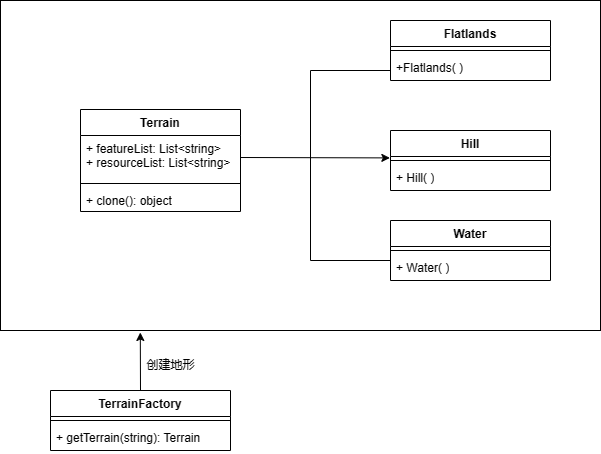 Flatlands
+Flatlands( )
Terrain
+ featureList: List<string>
+ resourceList: List<string>
+ clone(): object
Hill
+ Hill( )
Water
+ Water( )
创建地形
TerrainFactory
+ getTerrain(string): Terrain